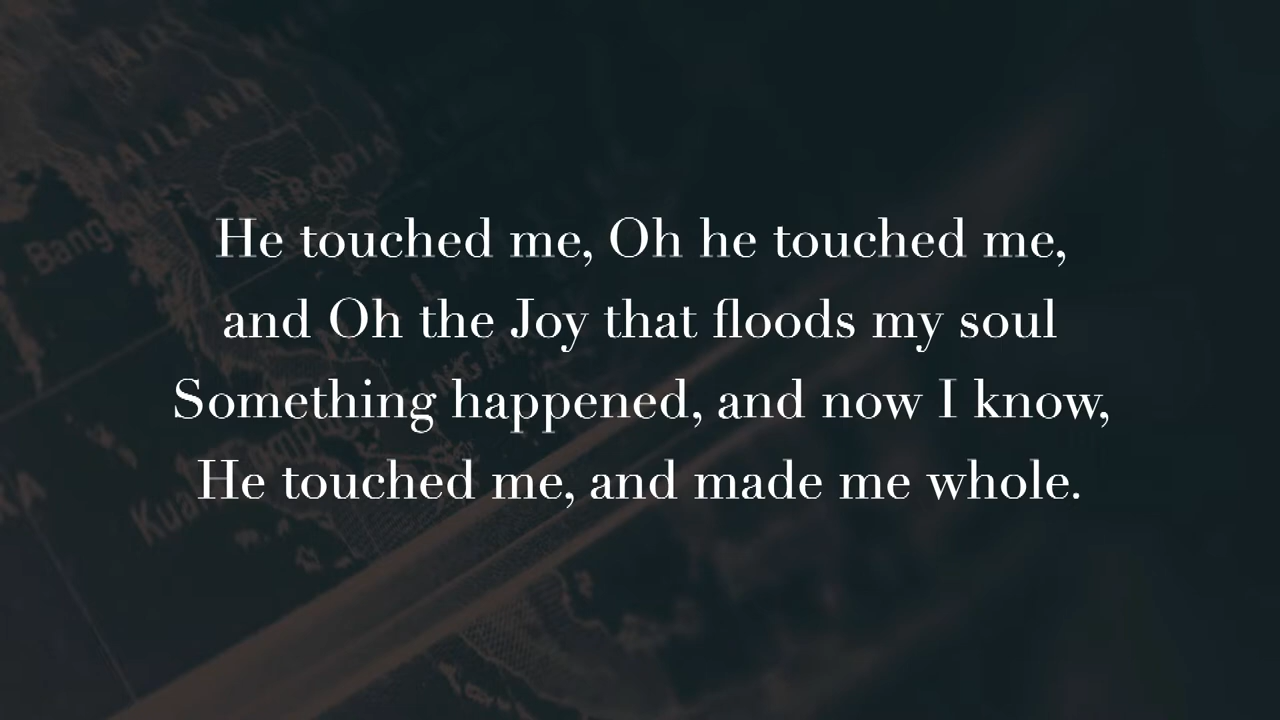 He touched me, Oh he touched me,
and Oh the Joy that floods my soul
Something happened, and now I know,
He touched me, and made me whole.